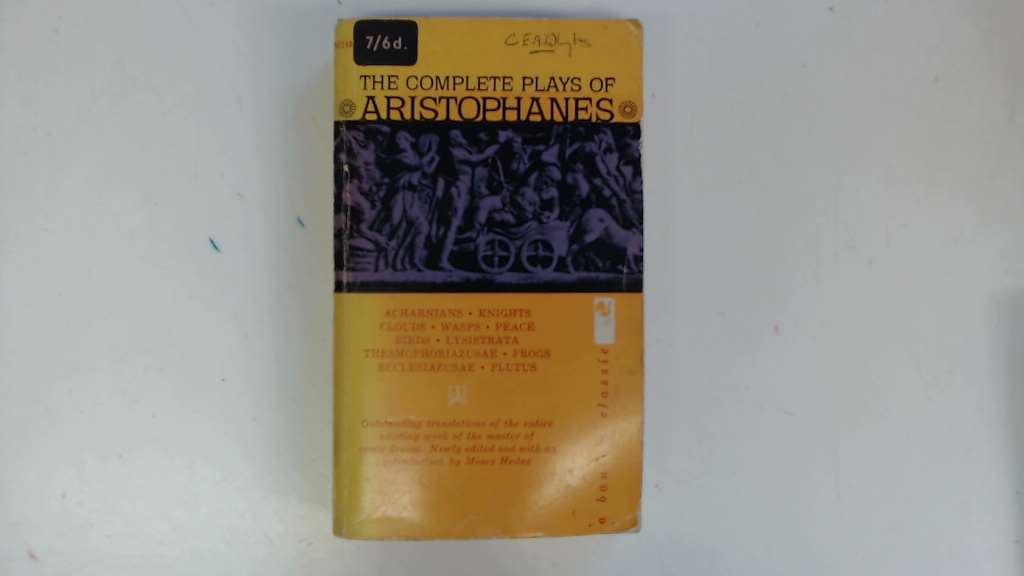 7/6d.
THE COMPLETE PLAYS OF
ARISTOPHANES
ACHARNIANS • KNIGHTS
CLOUDS • WASPS • PEACE
BIRDS • LYSISTRATA
THESMOPHORIAZUSAE • FROGS
ECCLESIAZUSAE • PLUTUS
Outstanding translations of the entire
existing work of the master of
comic drama. Newly edited and with an
introduction by Moses Hadas
a classic